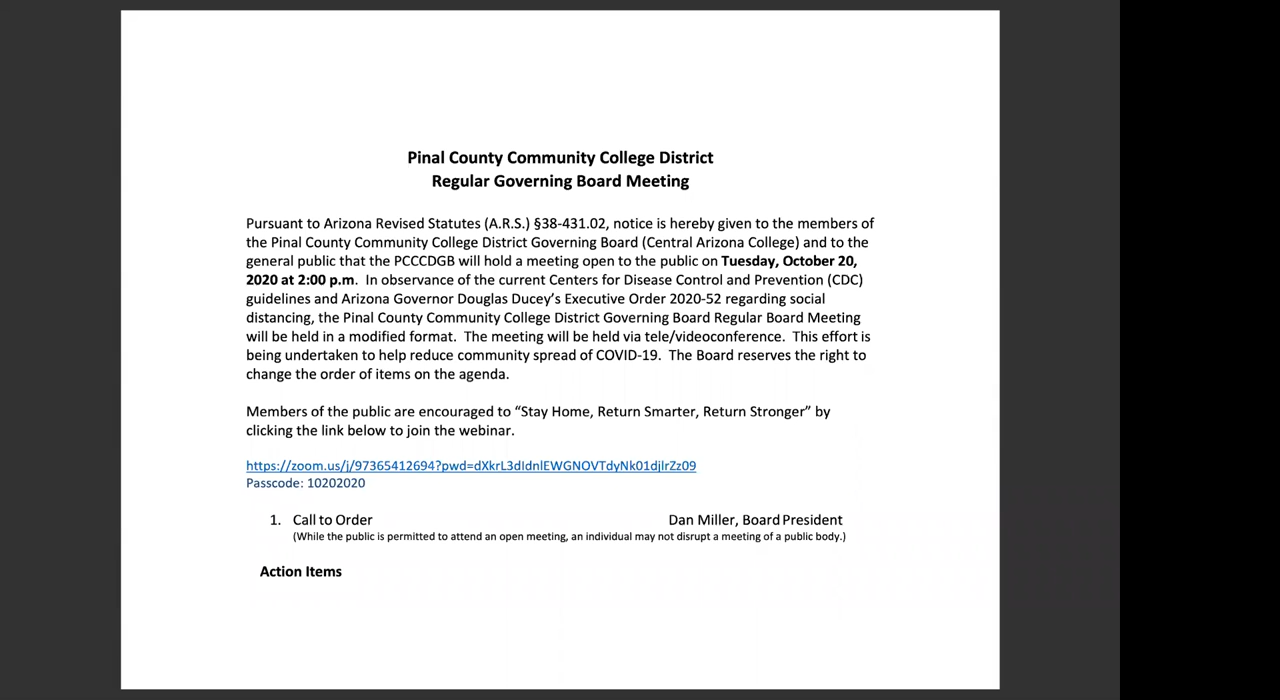 Pinal County Community College District
Regular Governing Board Meeting
Pursuant to Arizona Revised Statutes (A.R.S.) §38-431.02, notice is hereby given to the members of
the Pinal County Community College District Governing Board (Central Arizona College) and to the
general public that the PCCCDGB will hold a meeting open to the public on Tuesday, October 20,
2020 at 2:00 p.m.  In observance of the current Centers for Disease Control and Prevention (CDC)
guidelines and Arizona Governor Douglas Ducey's Executive Order 2020-52 regarding social
distancing, the Pinal County Community College District Governing Board Regular Board Meeting
will be held in a modified format.  The meeting will be held via tele/videoconference.  This effort is
being undertaken to help reduce community spread of COVID-19.  The Board reserves the right to
change the order of items on the agenda.
Members of the public are encouraged to “Stay Home, Return Smarter, Return Stronger” by
clicking the link below to join the webinar.
https://zoom.us/j/97365412694?pwd=dXkrL3dIdnlEWGNOVTdyNk01djlrZz09
Passcode: 10202020
1. Call to Order Dan Miller, Board President
(While the public is permitted to attend an open meeting, an individual may not disrupt a meeting of a public body.)
Action Items